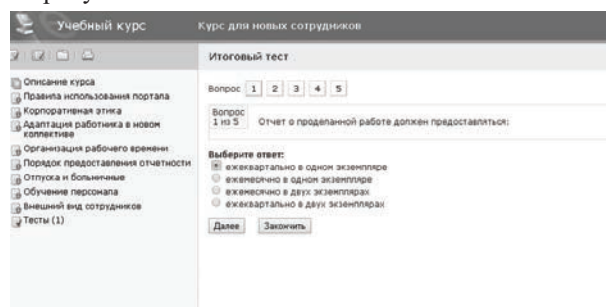 Учебный курс
Курс для новых сотрудников
Итоговый тест
Описание курса
Правила использования портала
Корпоративная этика
Адаптация работника в новом
коллективе
Организация рабочего времени
Порядок предоставления отчетности
Отпуска и больничные
Обучение персонала
Внешний вид сотрудников
Тесты (1)
Вопрос 1 2 3 4 5
Вопрос
1 из 5
Отчет о проделанной работе должен предоставляться:
Выберите ответ:
ежеквартально в одном экземпляре
ежемесячно в одном экземпляре
ежемесячно в двух экземплярах
ежеквартально в двух экземплярах
Далее Закончить